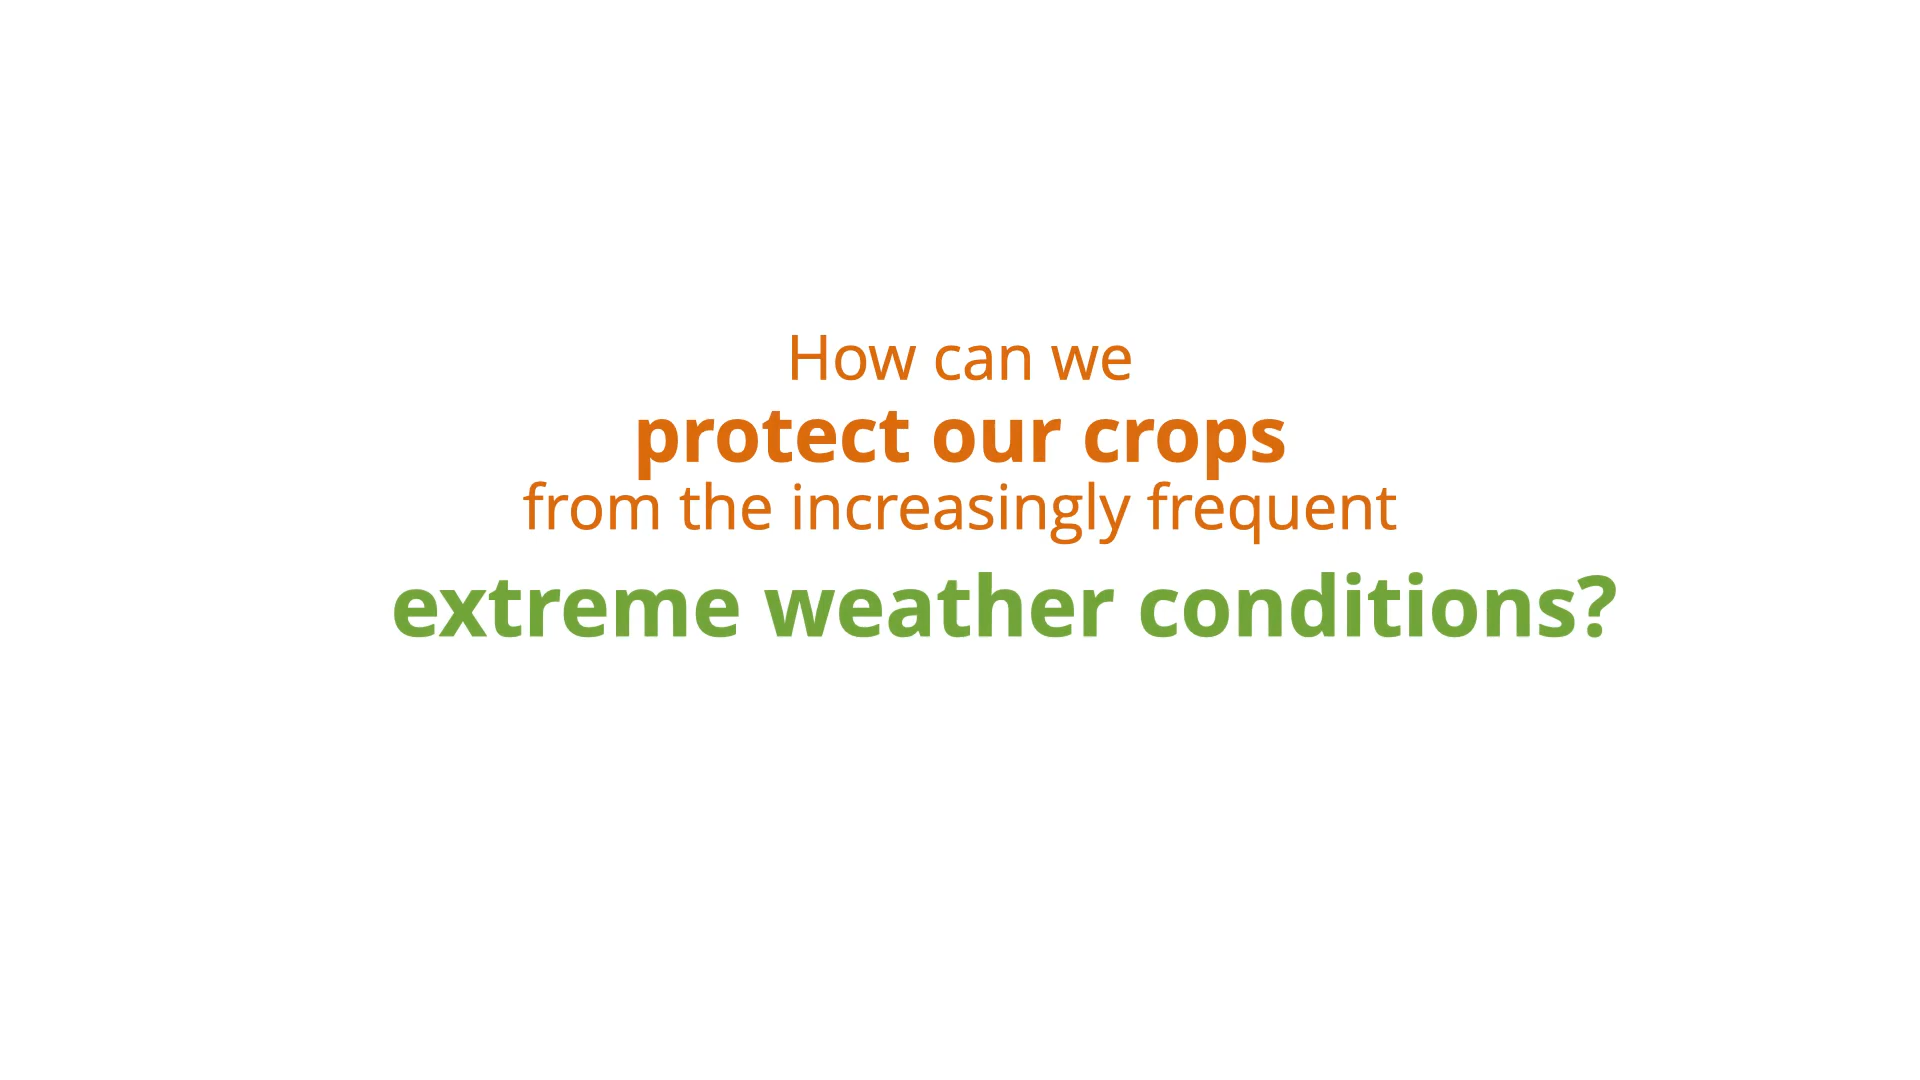 How can we
protect our crops
from the increasingly frequent
extreme weather conditions?